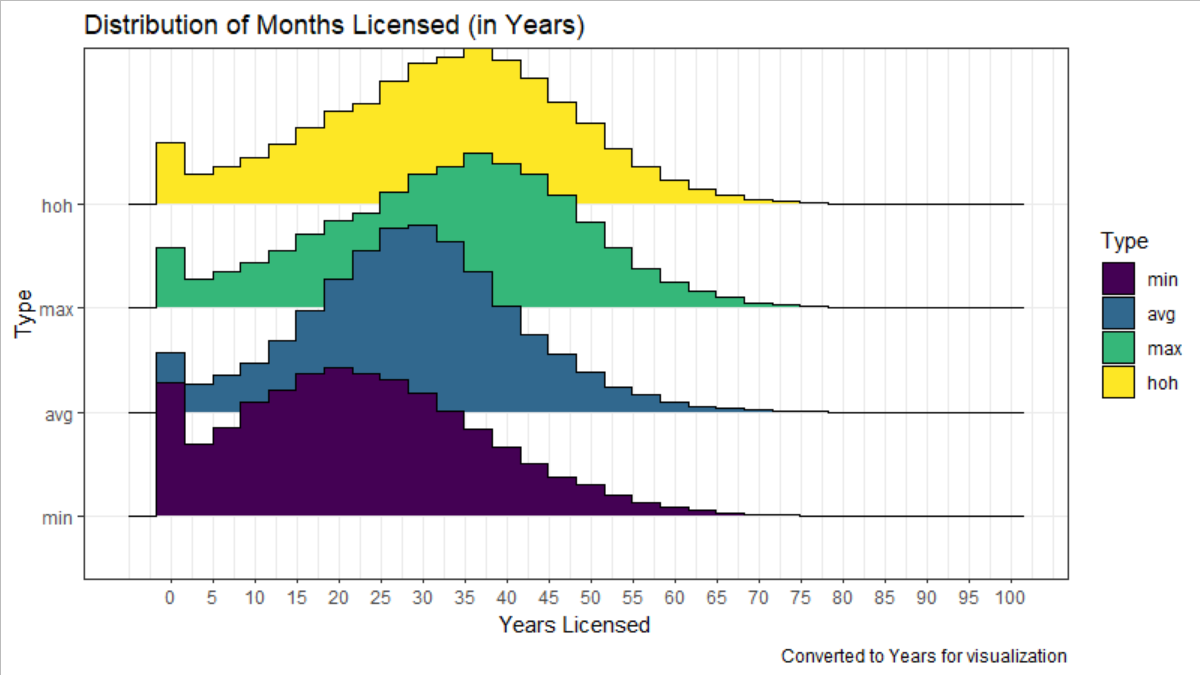 Distribution of Months Licensed (in Years)
Type
hoh
max
avg
min
0 5 10 15 20 25 30 35 40 45 50 55 60 65 70 75 80 85 90 95 100
Years Licensed
Converted to Years for visualization
Type
min
avg
max
hoh